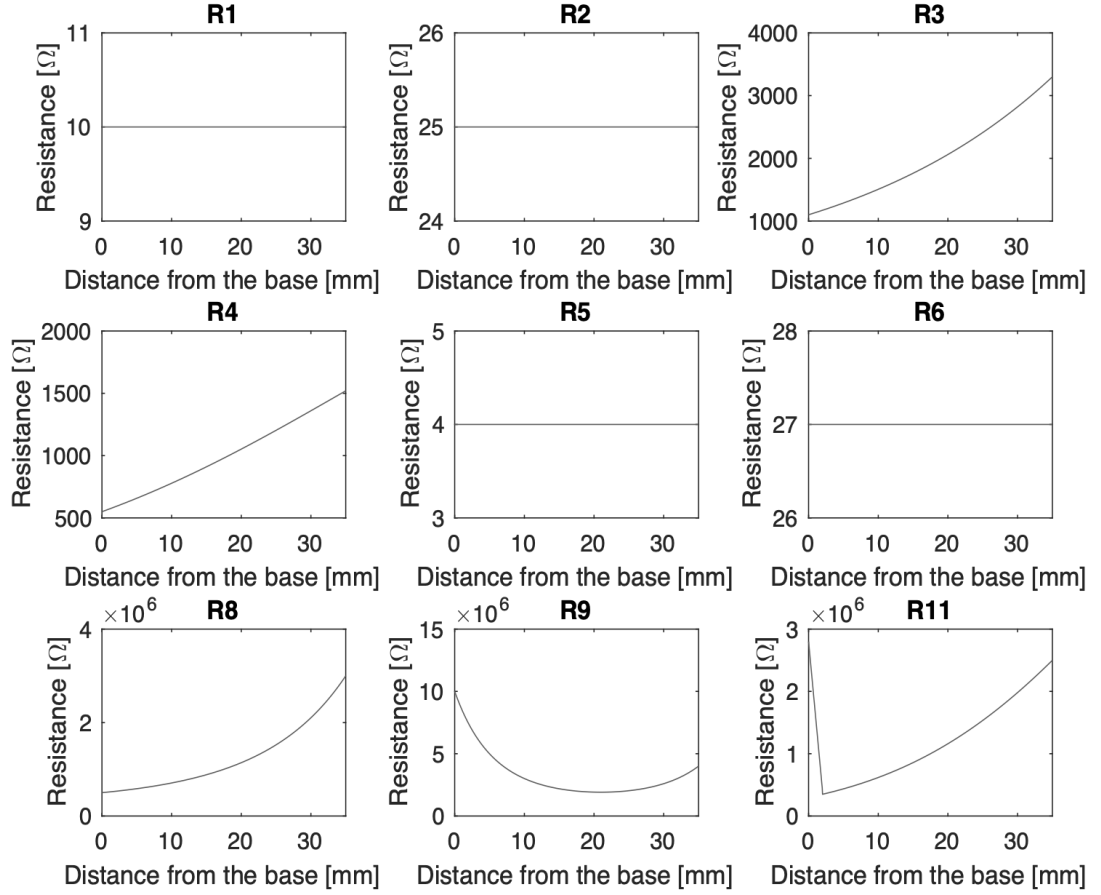 R1
11
10
9
Resistance [Ω]
0 10 20 30
Distance from the base [mm]
R2
26
25
24
Resistance [Ω]
0 10 20 30
Distance from the base [mm]
R3
4000
3000
2000
1000
Resistance [Ω]
0 10 20 30
Distance from the base [mm]
R4
2000
1500
1000
500
Resistance [Ω]
0 10 20 30
Distance from the base [mm]
R5
5
4
3
Resistance [Ω]
0 10 20 30
Distance from the base [mm]
R6
28
27
26
Resistance [Ω]
0 10 20 30
Distance from the base [mm]
×10⁶
R8
4
2
0
Resistance [Ω]
0 10 20 30
Distance from the base [mm]
×10⁶
R9
15
10
5
0
Resistance [Ω]
0 10 20 30
Distance from the base [mm]
×10⁶
R11
3
2
1
0
Resistance [Ω]
0 10 20 30
Distance from the base [mm]